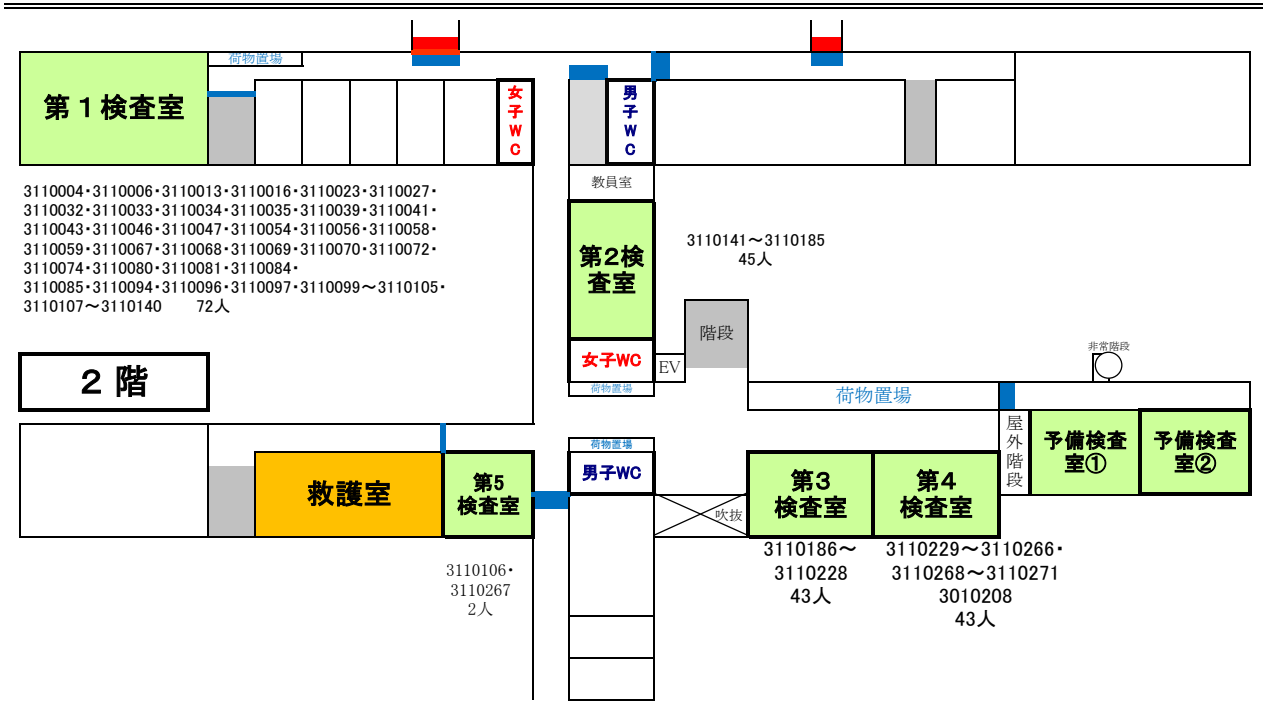 荷物置場
第１検査室
女子WC
男子WC
教員室
3110004・3110006・3110013・3110016・3110023・3110027・
3110032・3110033・3110034・3110035・3110039・3110041・
3110043・3110046・3110047・3110054・3110056・3110058・
3110059・3110067・3110068・3110069・3110070・3110072・
3110074・3110080・3110081・3110084・
3110085・3110094・3110096・3110097・3110099～3110105・
3110107～3110140 72人
第2検
査室
3110141～3110185
45人
階段
女子WC
EV
荷物置場
非常階段
２階
荷物置場
屋外階段
予備検査
室①
予備検査
室②
荷物置場
男子WC
救護室
第5
検査室
吹抜
第3
検査室
第4
検査室
3110106・
3110267
2人
3110186～
3110228
43人
3110229～3110266・
3110268～3110271
3010208
43人